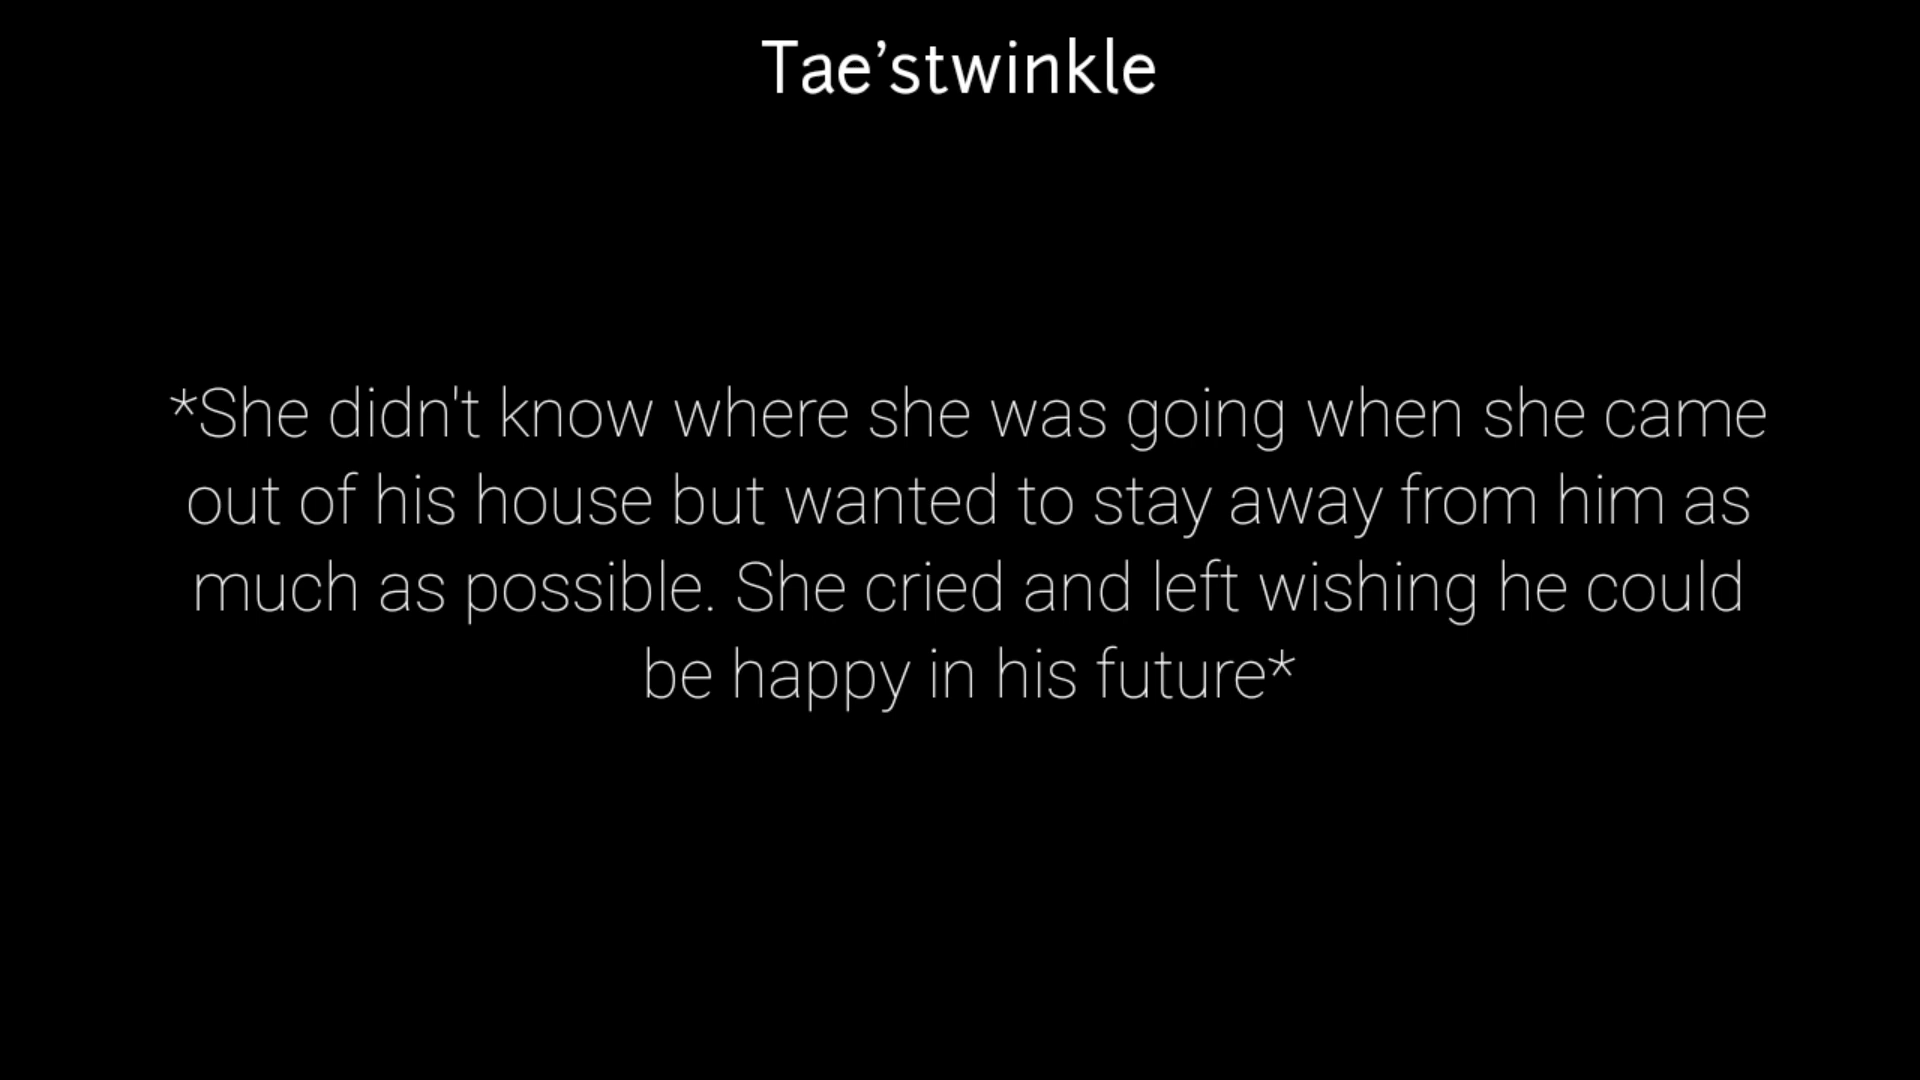 Tae’stwinkle
*She didn't know where she was going when she came
out of his house but wanted to stay away from him as
much as possible. She cried and left wishing he could
be happy in his future*